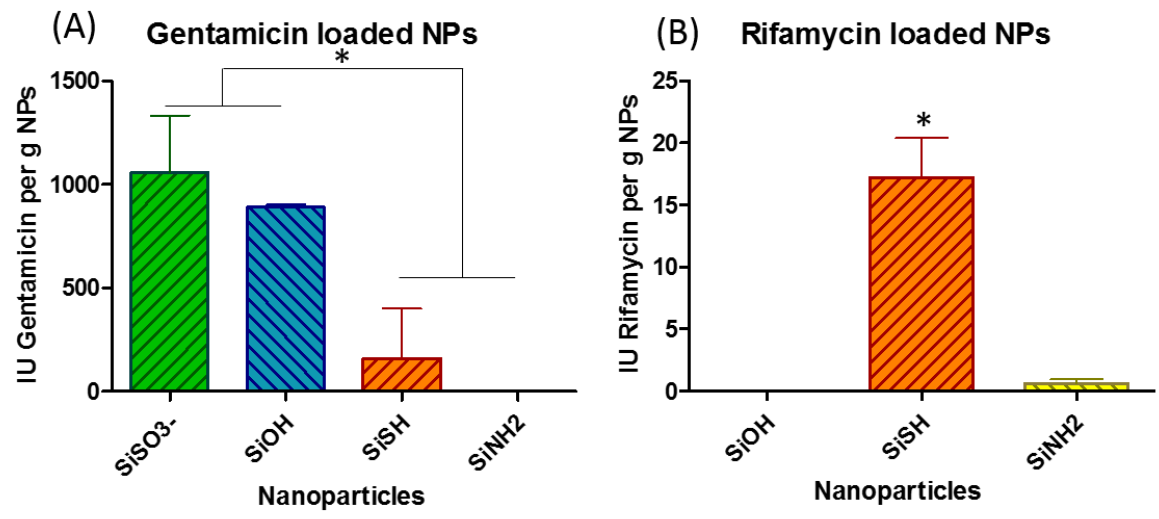 (A)
Gentamicin loaded NPs
*
IU Gentamicin per g NPs
1500
1000
500
0
SiSO3-
SiOH
SiSH
SiNH2
Nanoparticles
(B)
Rifamycin loaded NPs
*
IU Rifamycin per g NPs
25
20
15
10
5
0
SiOH
SiSH
SiNH2
Nanoparticles